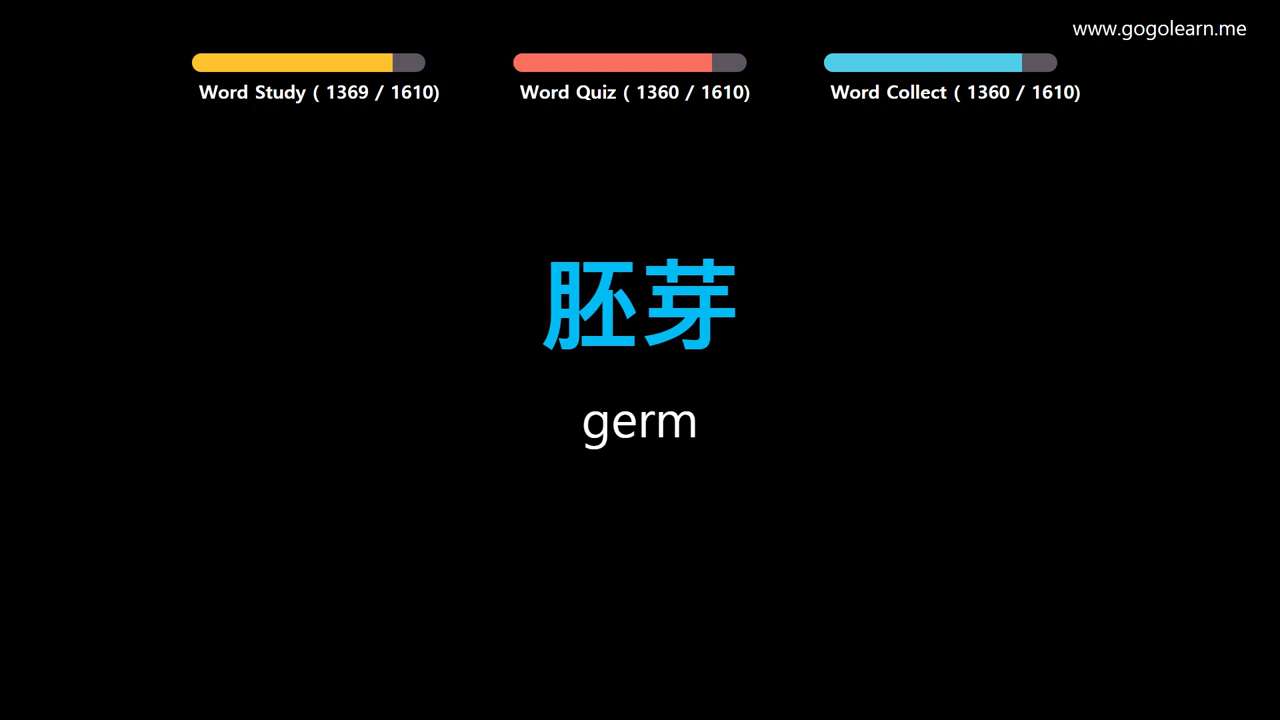 www.gogolearn.me
Word Study ( 1369 / 1610)
Word Quiz ( 1360 / 1610)
Word Collect ( 1360 / 1610)
胚芽
germ